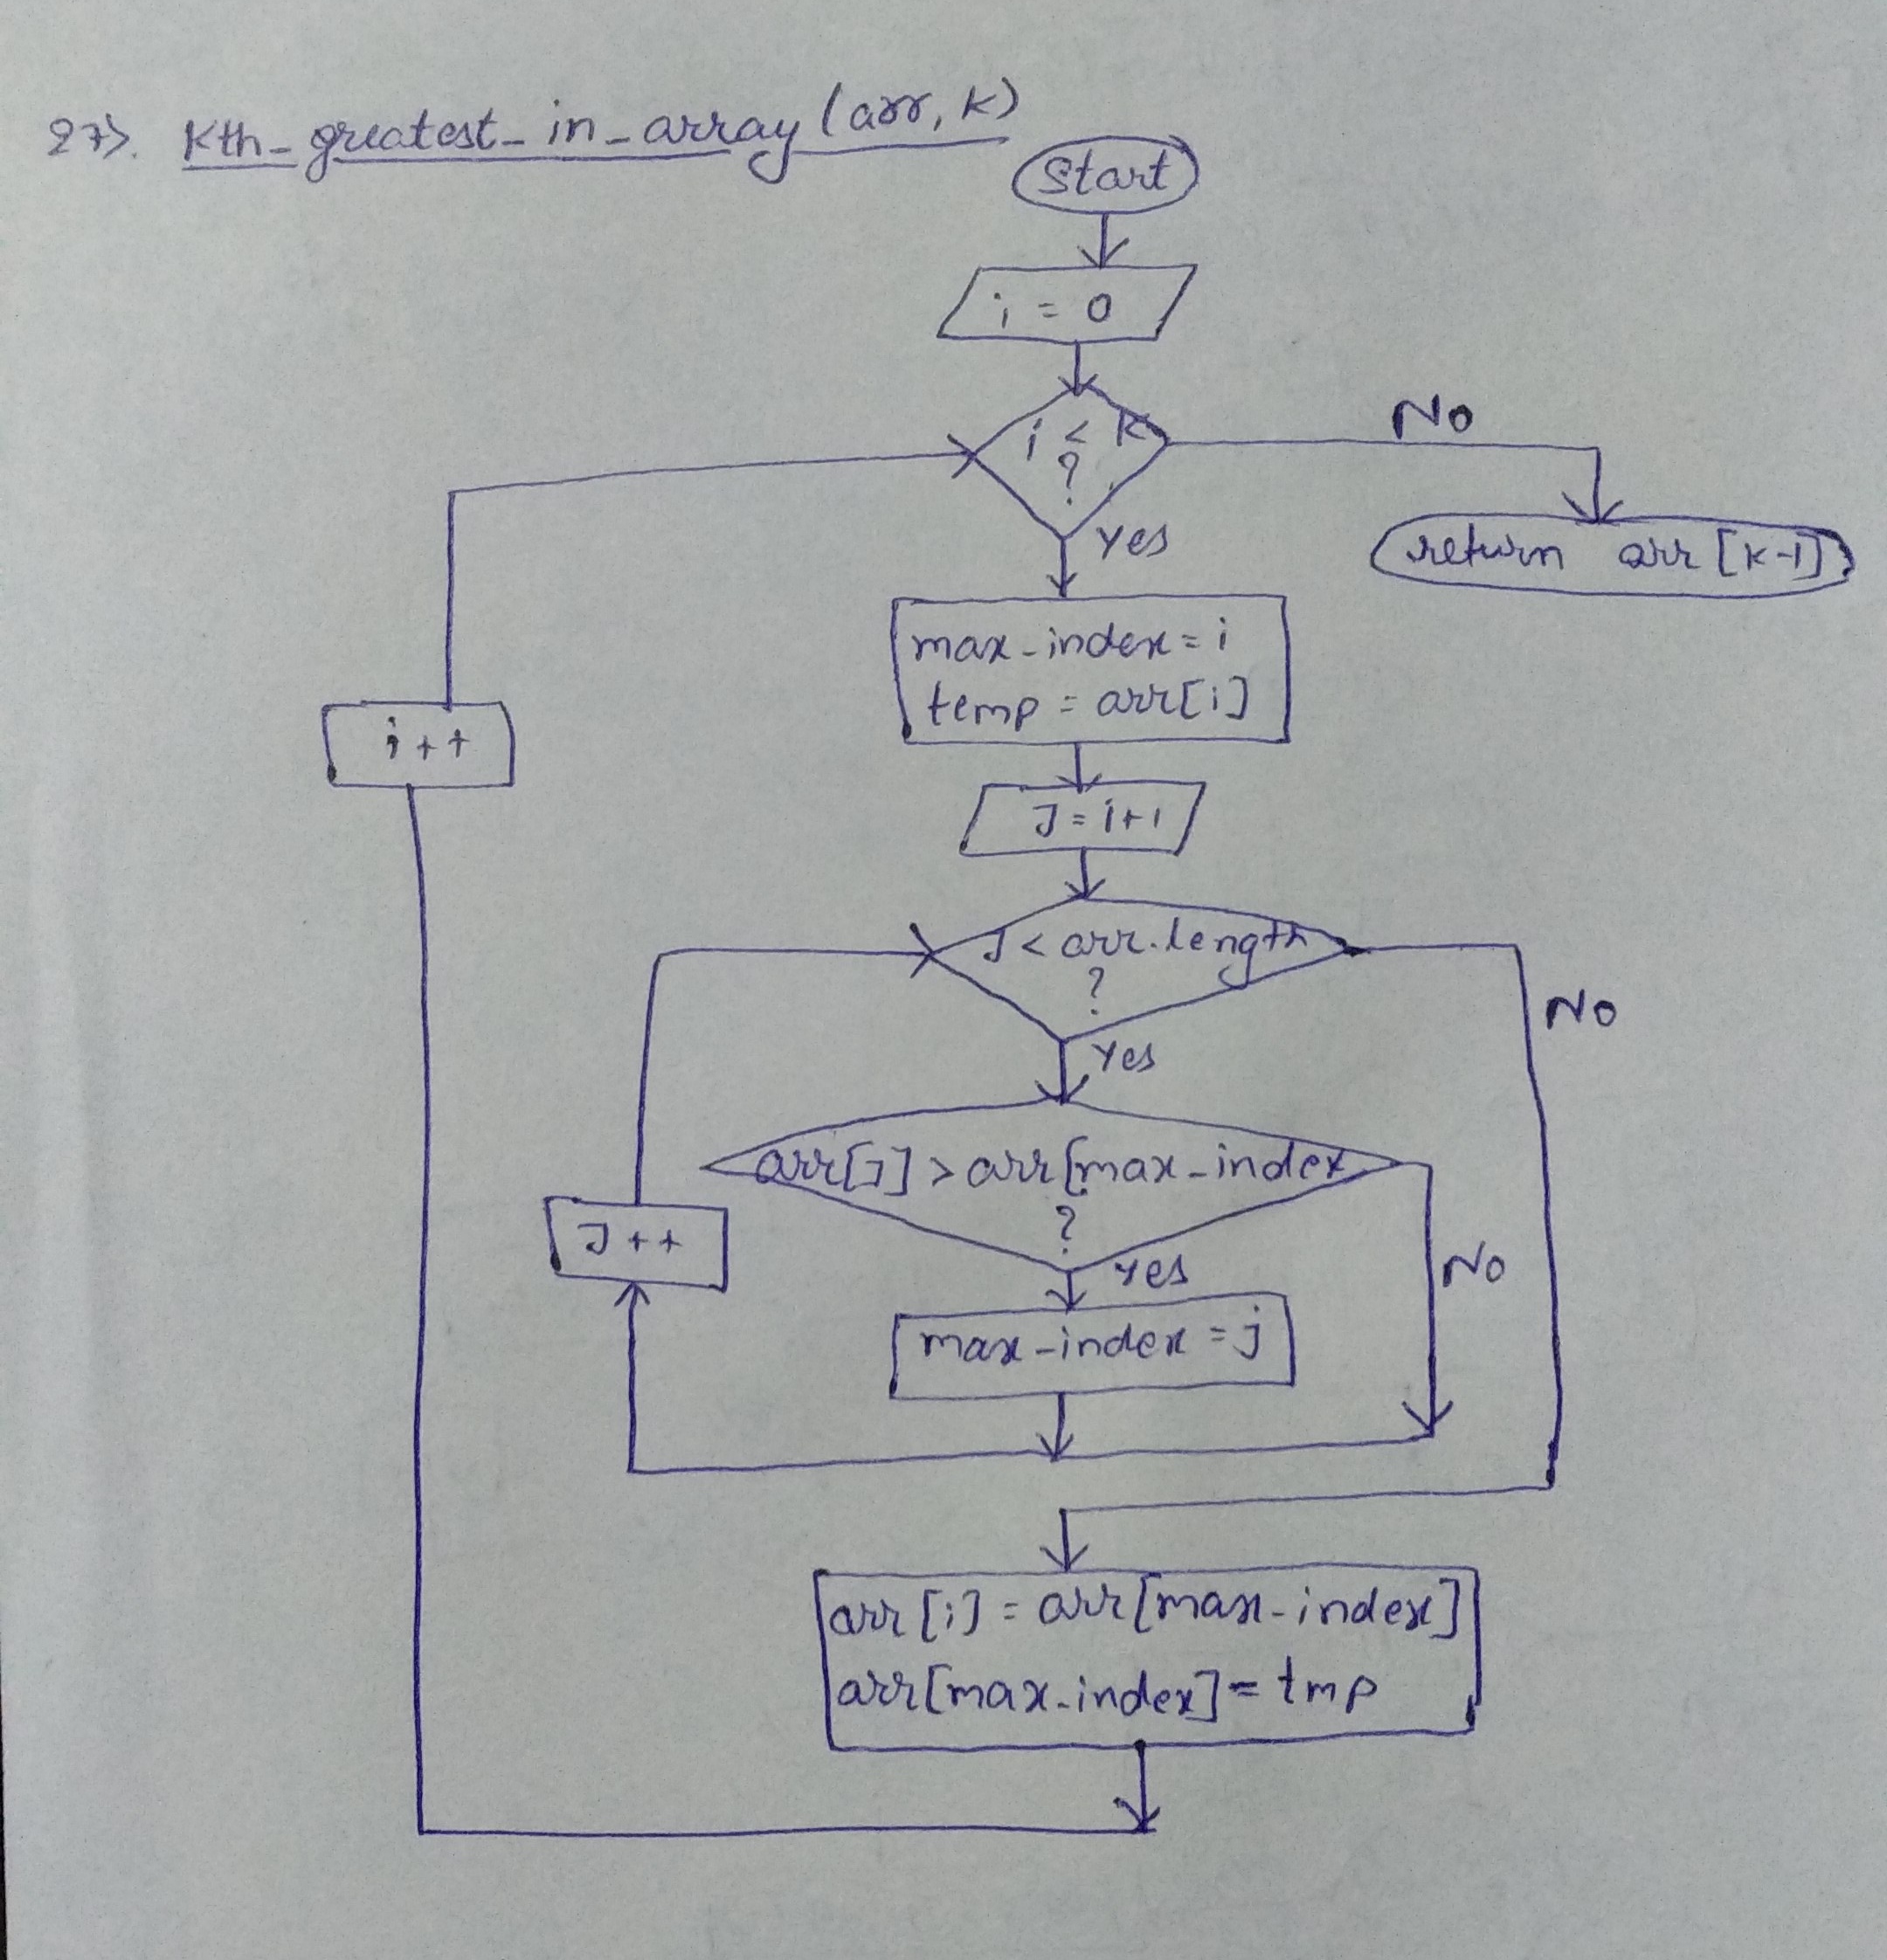 27>. Kth_greatest_in_array (arr, K)
Start
i = 0
i < K
?
NO
Yes
return arr [K-1]
max_index = i
temp = arr[i]
i++
J = i+1
J < arr.length
?
NO
Yes
arr[J] > arr[max_index
?
J++
Yes
NO
max_index = j
arr [i] = arr [max_index]
arr[max_index] = tmp